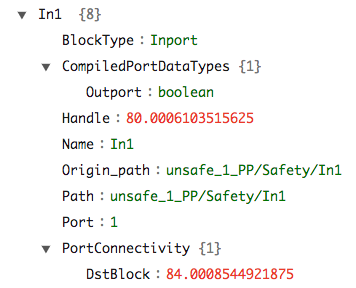 ▼ In1 {8}
BlockType : Inport
▼ CompiledPortDataTypes {1}
Outport : boolean
Handle : 80.0006103515625
Name : In1
Origin_path : unsafe_1_PP/Safety/In1
Path : unsafe_1_PP/Safety/In1
Port : 1
▼ PortConnectivity {1}
DstBlock : 84.0008544921875